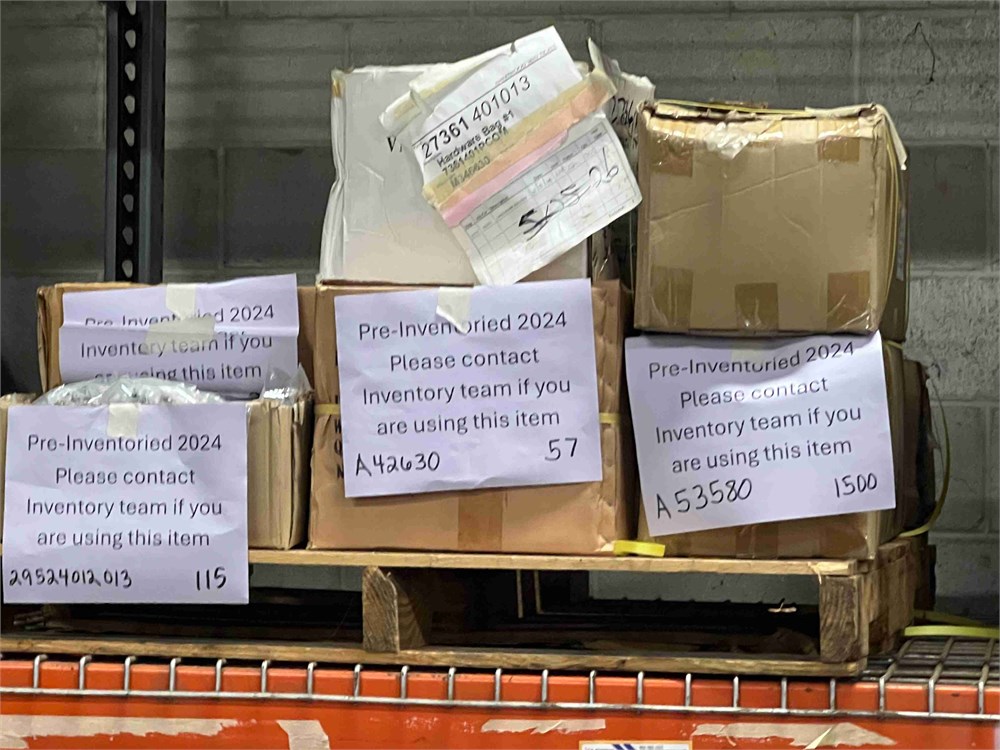 27361 401013
Hardware Bag #1
Pre-Inventoried 2024
Inventory team if you
using this item
Pre-Inventoried 2024
Please contact
Inventory team if you
are using this item
29524012013 115
Pre-Inventoried 2024
Please contact
Inventory team if you
are using this item
A42630 57
Pre-Inventoried 2024
Please contact
Inventory team if you
are using this item
A53580 1500